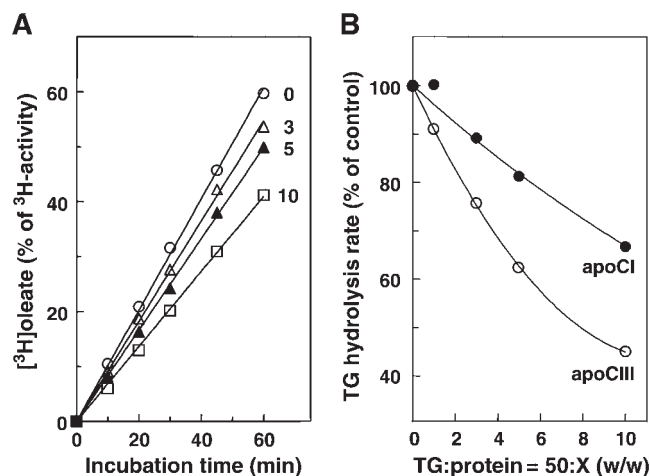 A
[³H]oleate (% of ³H-activity)
60
40
20
0
0
3
5
10
0
20
40
60
Incubation time (min)
B
TG hydrolysis rate (% of control)
100
80
60
40
apoCI
apoCIII
0
2
4
6
8
10
TG:protein = 50:X (w/w)